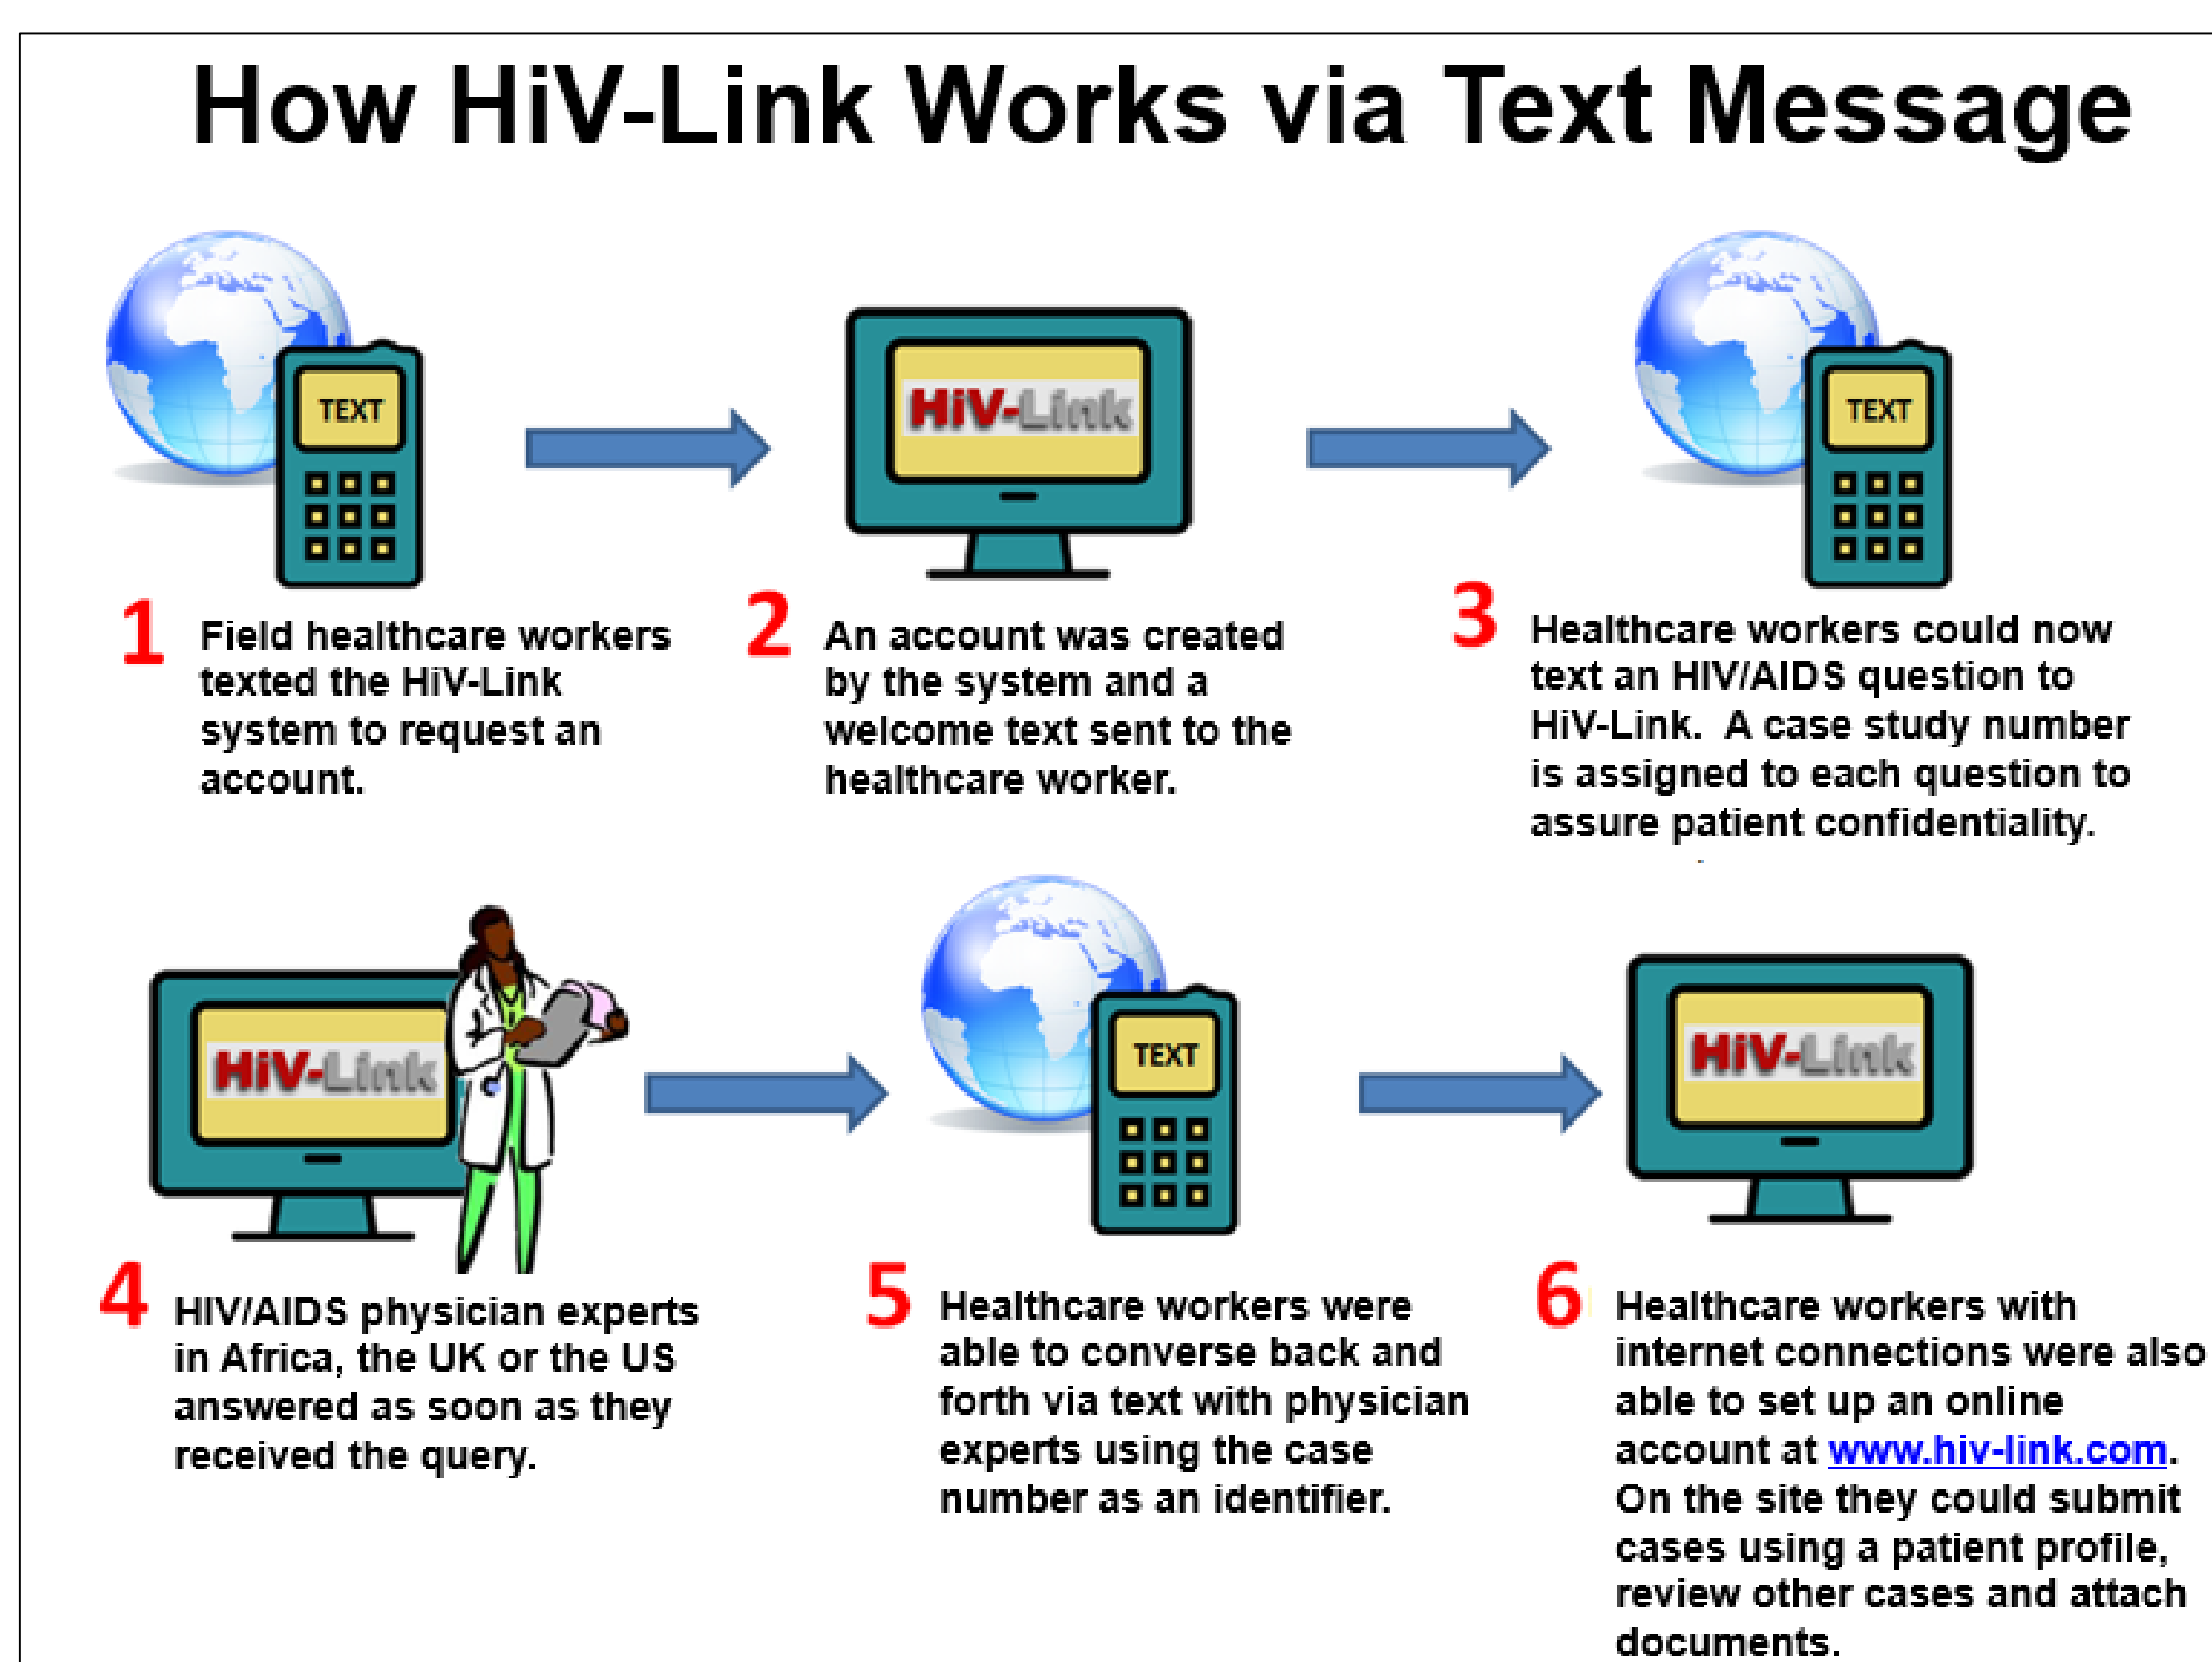 How HiV-Link Works via Text Message
TEXT
HiV-Link
TEXT
1
Field healthcare workers
texted the HiV-Link
system to request an
account.
2
An account was created
by the system and a
welcome text sent to the
healthcare worker.
3
Healthcare workers could now
text an HIV/AIDS question to
HiV-Link.  A case study number
is assigned to each question to
assure patient confidentiality.
HiV-Link
TEXT
HiV-Link
4
HIV/AIDS physician experts
in Africa, the UK or the US
answered as soon as they
received the query.
5
Healthcare workers were
able to converse back and
forth via text with physician
experts using the case
number as an identifier.
6
Healthcare workers with
internet connections were also
able to set up an online
account at www.hiv-link.com.
On the site they could submit
cases using a patient profile,
review other cases and attach
documents.